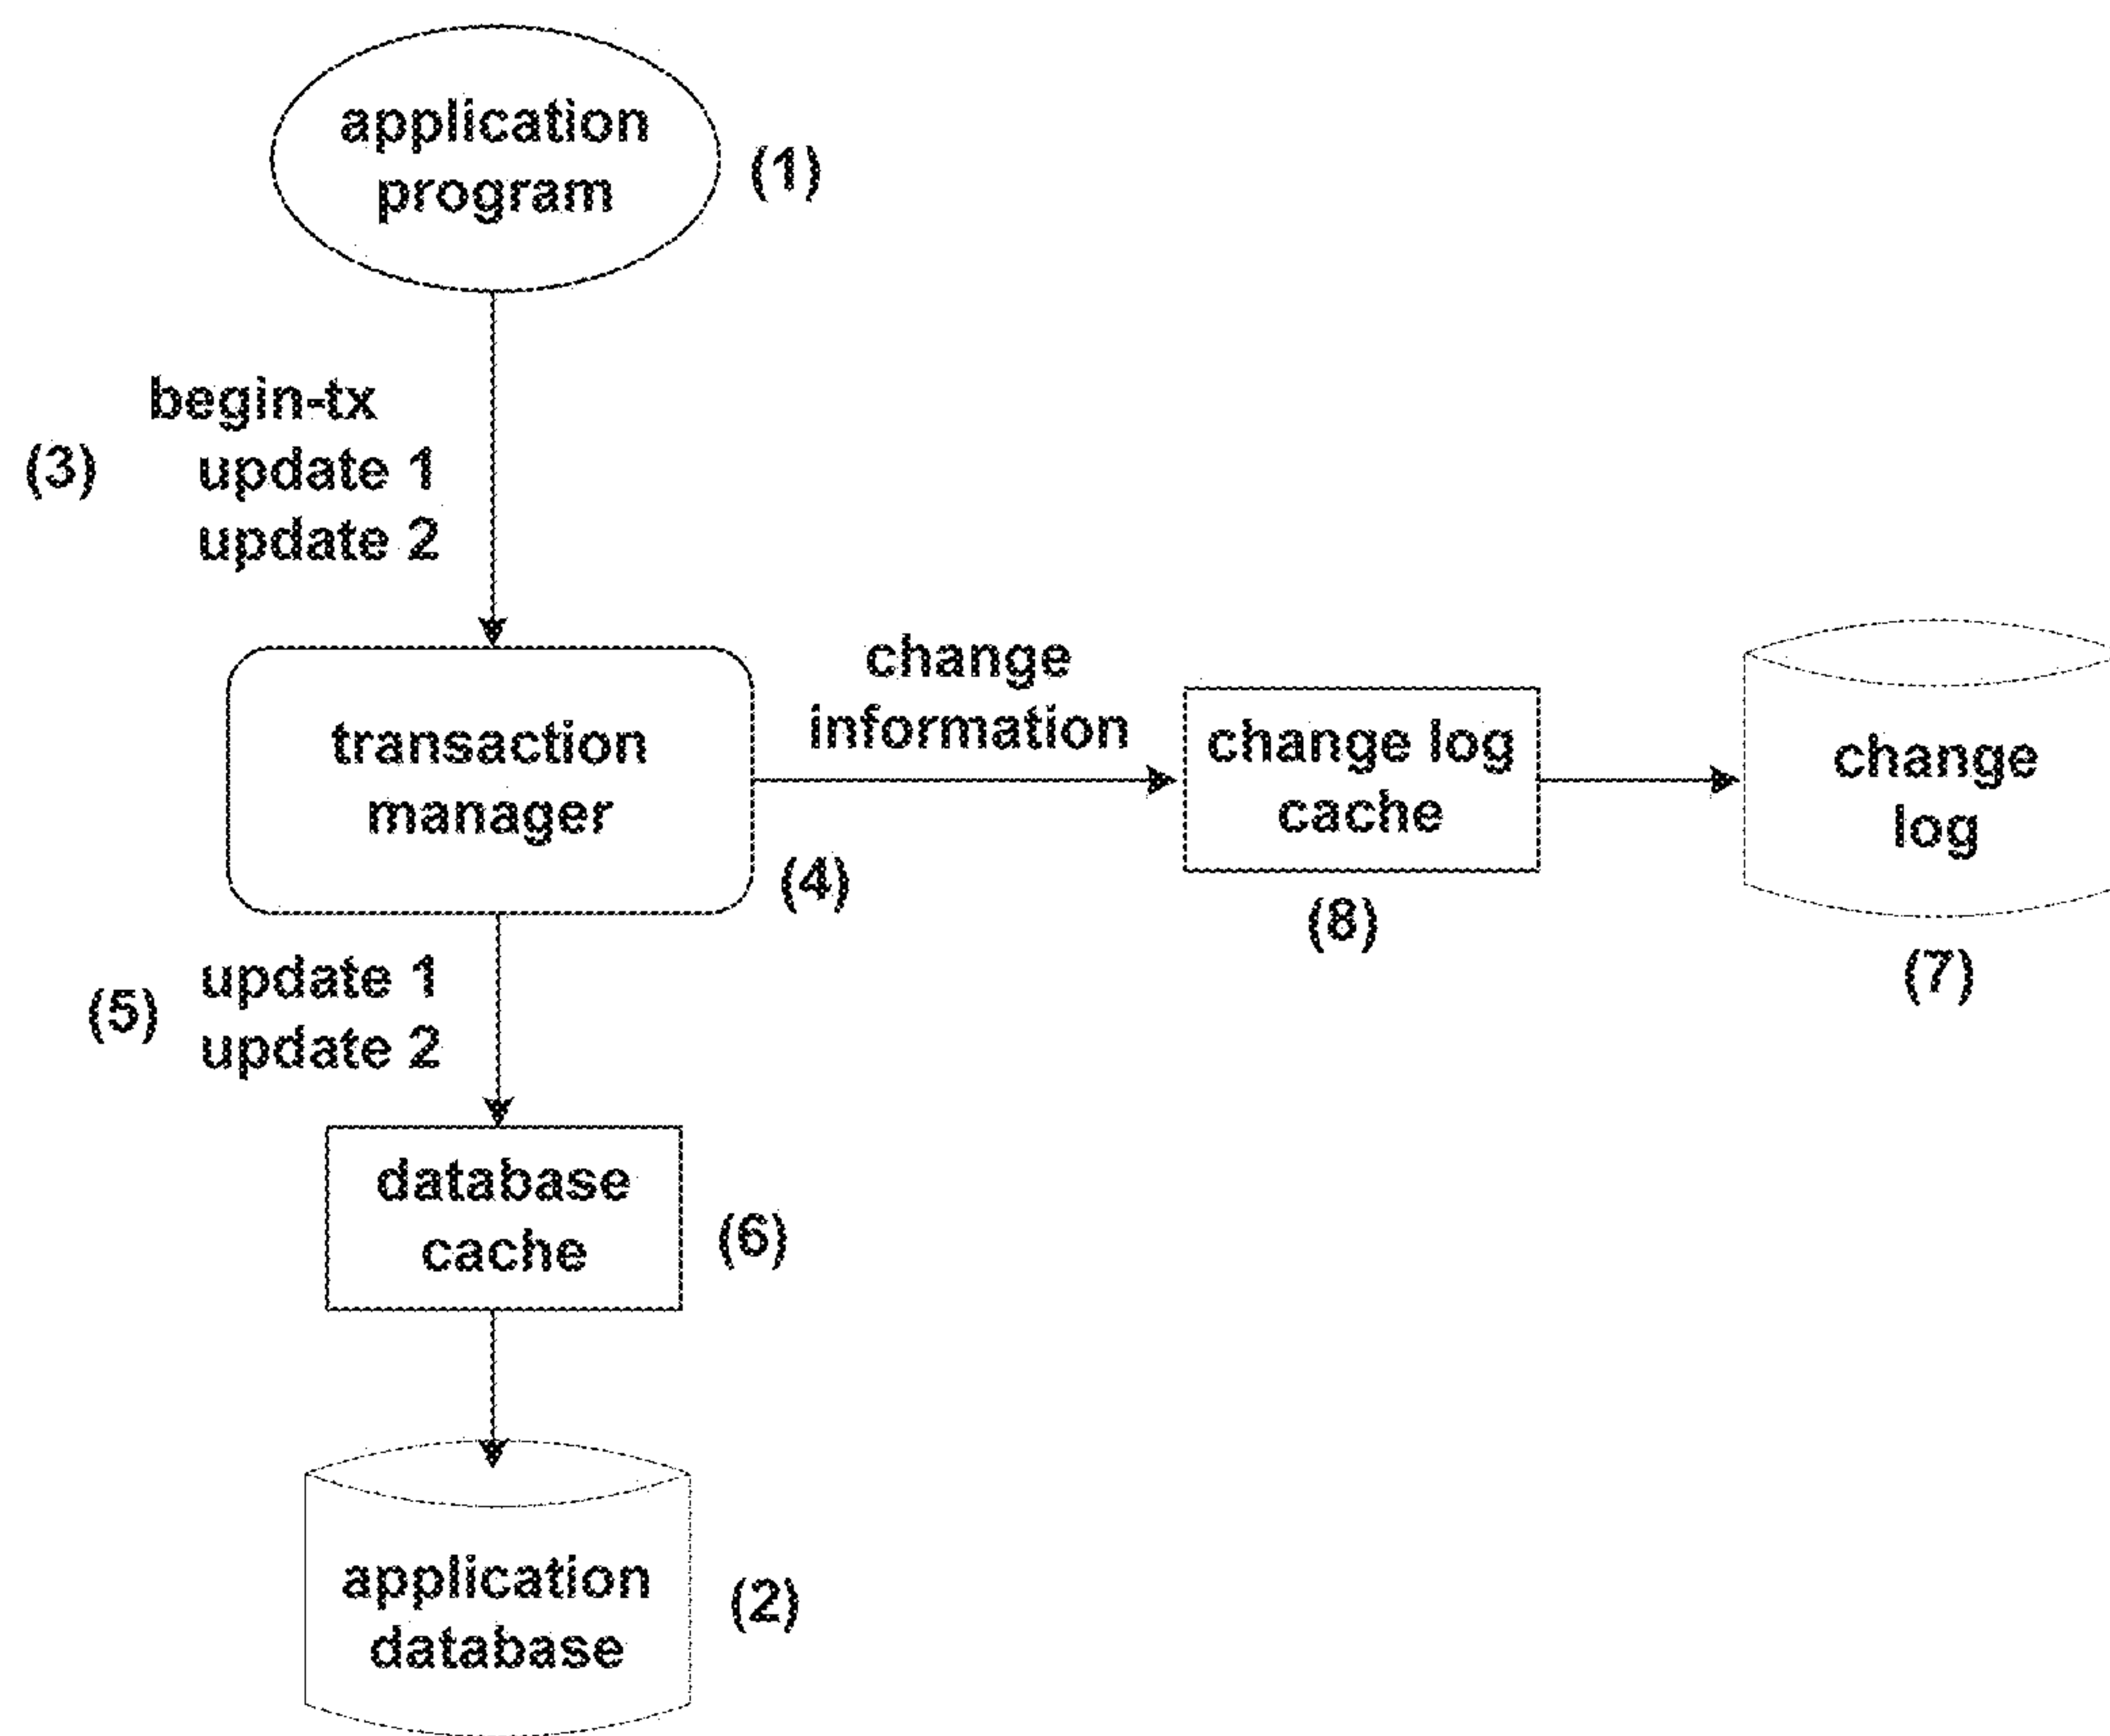 application
program
(1)
begin-tx
(3)
update 1
update 2
transaction
manager
(4)
change
information
change log
cache
(8)
change
log
(7)
(5)
update 1
update 2
database
cache
(6)
application
database
(2)